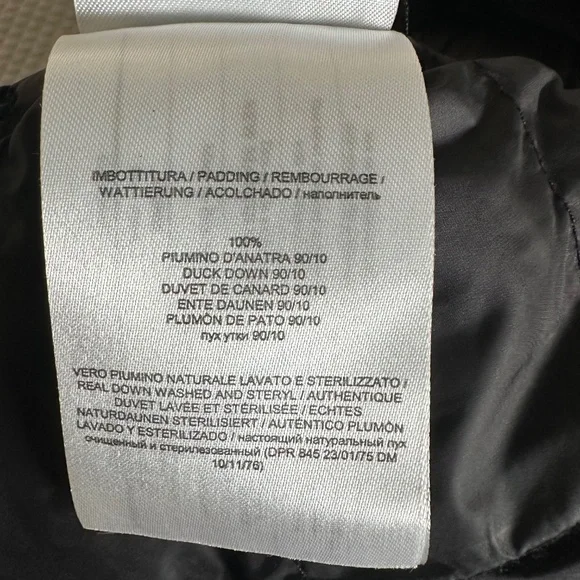 IMBOTTITURA / PADDING / REMBOURRAGE /
WATTIERUNG / ACOLCHADO / наполнитель
100%
PIUMINO D'ANATRA 90/10
DUCK DOWN 90/10
DUVET DE CANARD 90/10
ENTE DAUNEN 90/10
PLUMÓN DE PATO 90/10
пух утки 90/10
VERO PIUMINO NATURALE LAVATO E STERILIZZATO /
REAL DOWN WASHED AND STERYL / AUTHENTIQUE
DUVET LAVÉE ET STÉRILISÉE / ECHTES
NATURDAUNEN STERILISIERT / AUTÉNTICO PLUMÓN
LAVADO Y ESTERILIZADO / настоящий натуральный пух
очищенный и стерилезованный (DPR 845 23/01/75 DM
10/11/76)